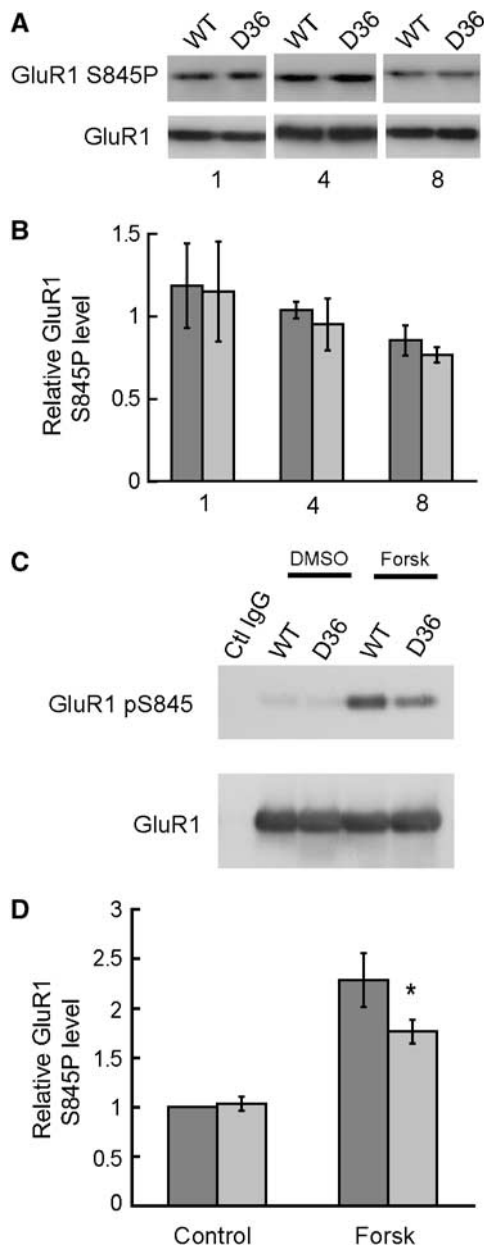 A
WT D36 WT D36 WT D36
GluR1 S845P
GluR1
1 4 8
B
Relative GluR1
S845P level
1.5
1
0.5
0
1 4 8
C
DMSO Forsk
Ctl IgG WT D36 WT D36
GluR1 pS845
GluR1
D
Relative GluR1
S845P level
3
2.5
2
1.5
1
0.5
0
*
Control Forsk